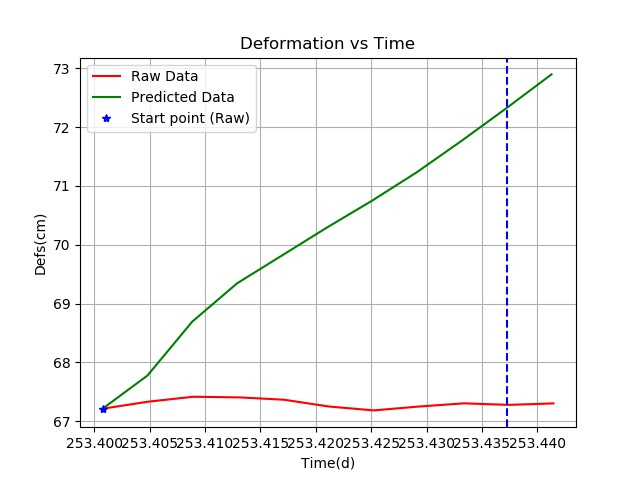 Deformation vs Time
Raw Data
Predicted Data
Start point (Raw)
73
72
71
70
69
68
67
Defs(cm)
253.400 253.405 253.410 253.415 253.420 253.425 253.430 253.435 253.440
Time(d)